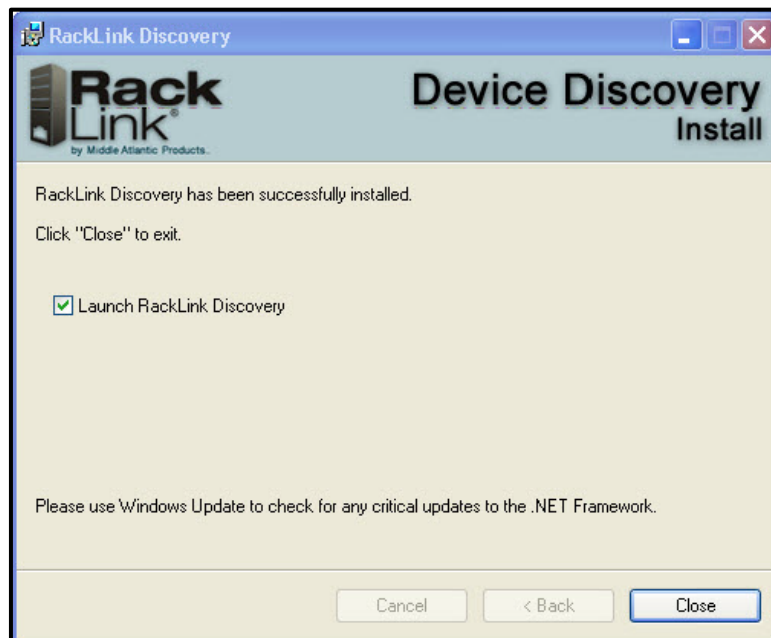 RackLink Discovery
Rack
Link®
by Middle Atlantic Products.
Device Discovery
Install
RackLink Discovery has been successfully installed.
Click "Close" to exit.
Launch RackLink Discovery
Please use Windows Update to check for any critical updates to the .NET Framework.
Cancel
< Back
Close